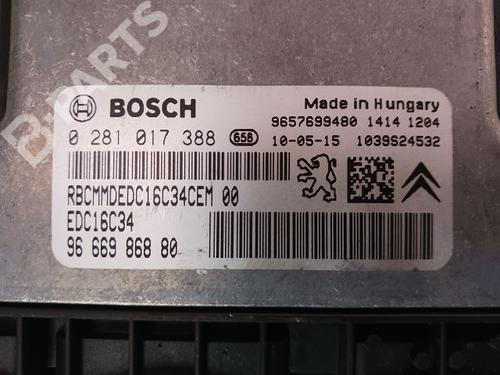 B-PARTS
BOSCH
Made in Hungary
9657699480 1414 1204
0 281 017 388 658 10-05-15 1039S24532
RBCMMDEDC16C34CEM 00
EDC16C34
96 669 868 80